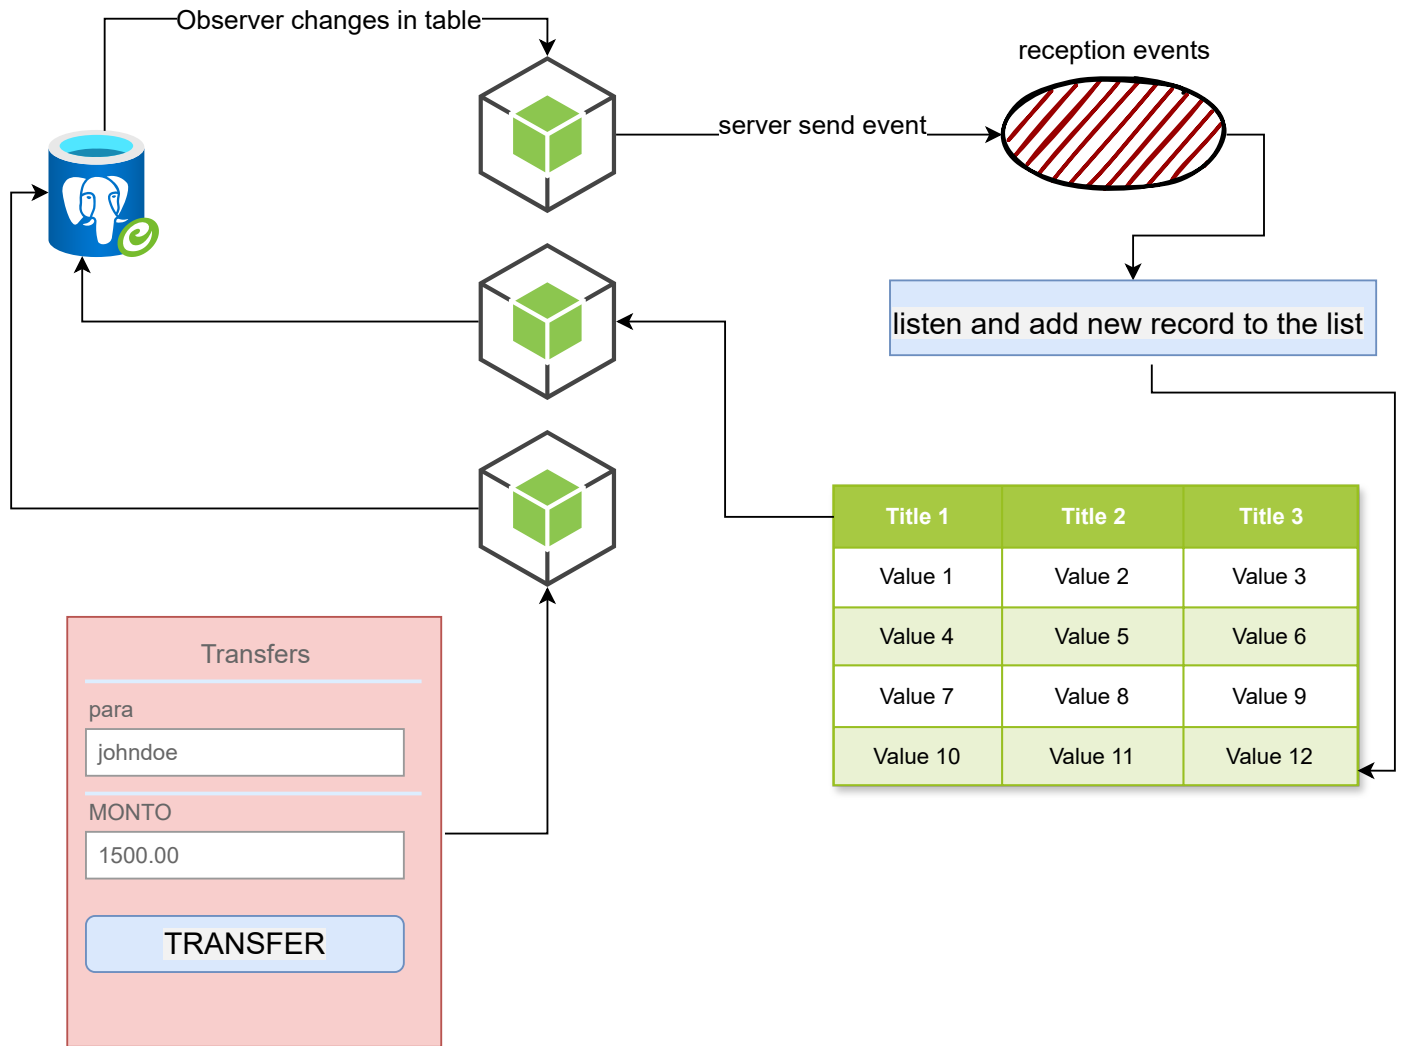 Observer changes in table
reception events
server send event
listen and add new record to the list
Title 1 Title 2 Title 3
Value 1 Value 2 Value 3
Value 4 Value 5 Value 6
Value 7 Value 8 Value 9
Value 10 Value 11 Value 12
Transfers
para
johndoe
MONTO
1500.00
TRANSFER